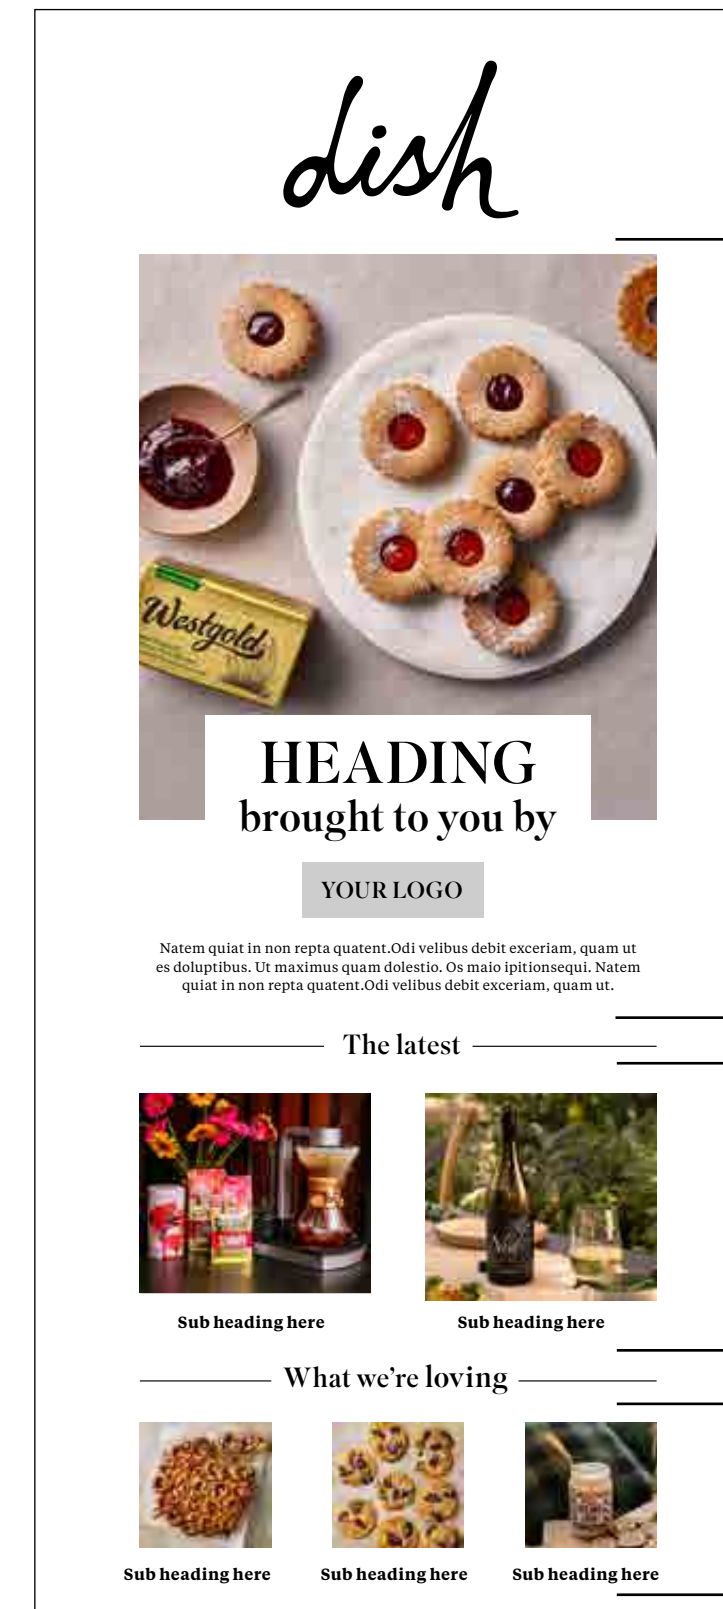 dish
Westgold
HEADING
brought to you by
YOUR LOGO
Natem quiat in non repta quatent.Odi velibus debit exceriam, quam ut
es doluptibus. Ut maximus quam dolestio. Os maio ipitionsequi. Natem
quiat in non repta quatent.Odi velibus debit exceriam, quam ut.
The latest
Sub heading here
Sub heading here
What we’re loving
Sub heading here
Sub heading here
Sub heading here